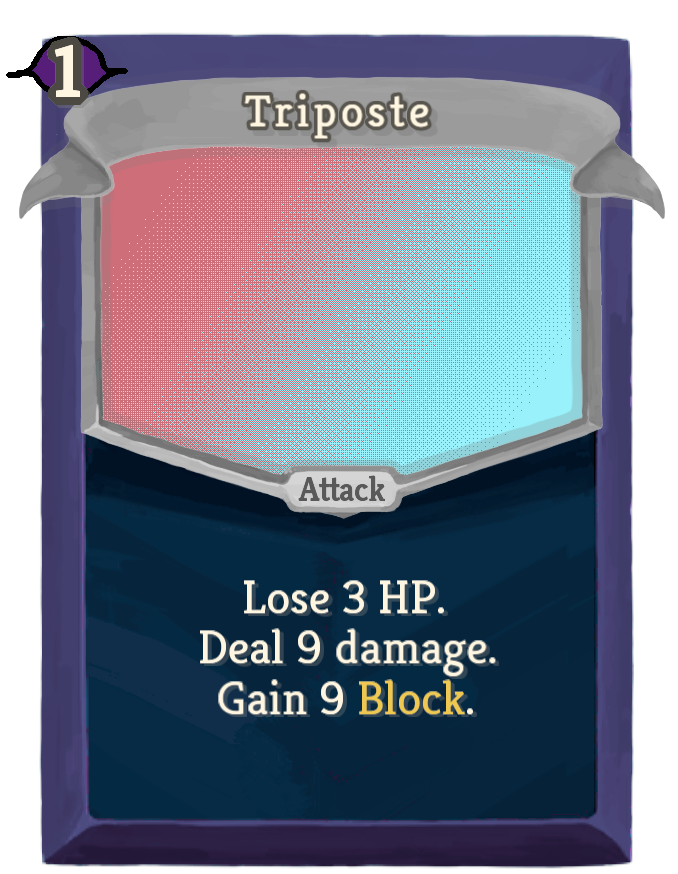 1
Triposte
Attack
Lose 3 HP.
Deal 9 damage.
Gain 9 Block.